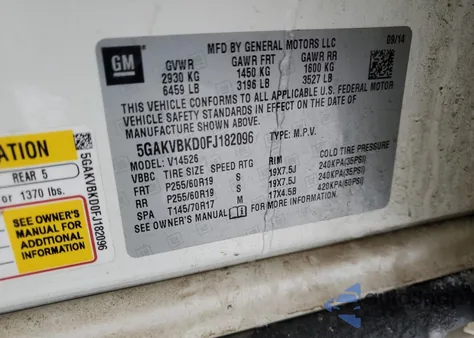 GM
MFD BY GENERAL MOTORS LLC
09/14
GVWR
GAWR FRT
GAWR RR
2930 KG
1450 KG
1600 KG
6459 LB
3196 LB
3527 LB
THIS VEHICLE CONFORMS TO ALL APPLICABLE U.S. FEDERAL MOTOR
VEHICLE SAFETY STANDARDS IN EFFECT ON THE DATE OF
MANUFACTURE SHOWN ABOVE.
5GAKVBKD0FJ182096
TYPE: M.P.V.
MODEL: V14526
VBBC TIRE SIZE SPEED RTG RIM COLD TIRE PRESSURE
FRT P255/60R19 S 19X7.5J 240KPA(35PSI)
RR P255/60R19 S 19X7.5J 240KPA(35PSI)
SPA T145/70R17 M 17X4.5B 420KPA(60PSI)
SEE OWNER'S MANUAL FOR MORE INFORMATION.
ATION
REAR 5
or 1370 lbs.
SEE OWNER'S
MANUAL FOR
ADDITIONAL
INFORMATION
5GAKVBKD0FJ182096